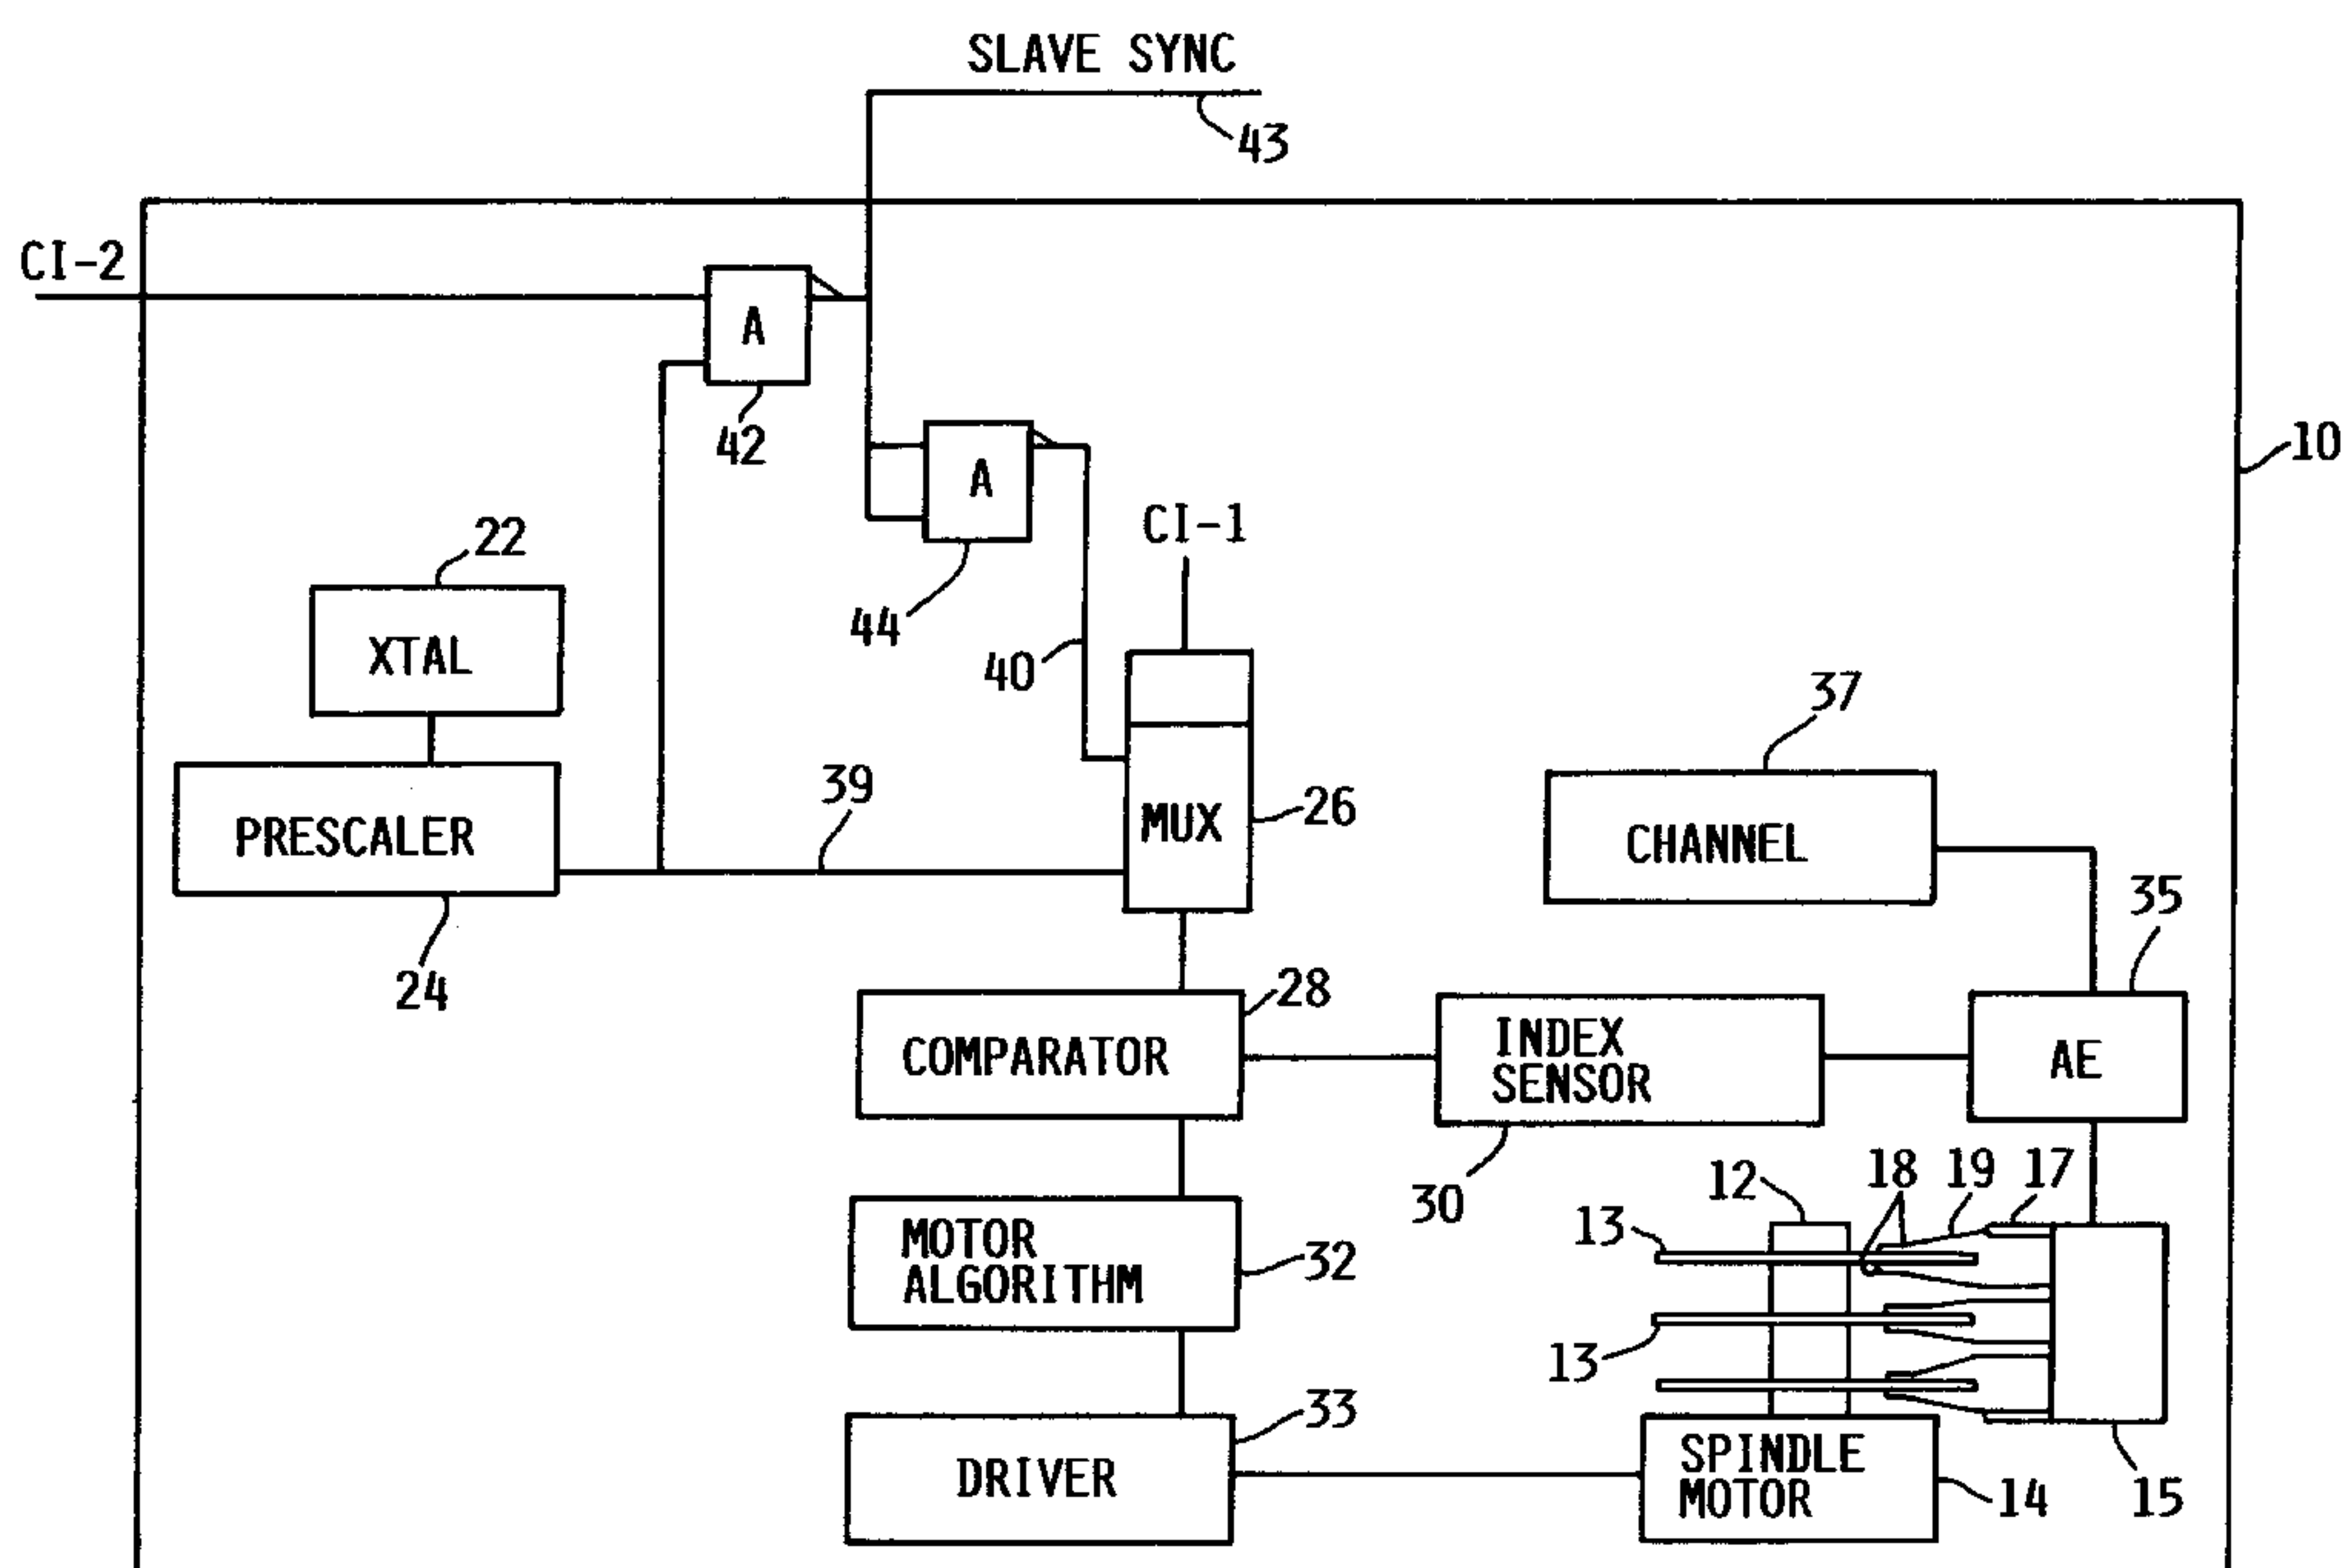 SLAVE SYNC
43
CI-2
A
42
10
A
CI-1
22
44
XTAL
40
37
39
MUX
26
PRESCALER
CHANNEL
35
24
28
COMPARATOR
INDEX
SENSOR
AE
30
12
18
19
17
13
MOTOR
ALGORITHM
32
13
33
DRIVER
SPINDLE
MOTOR
14
15